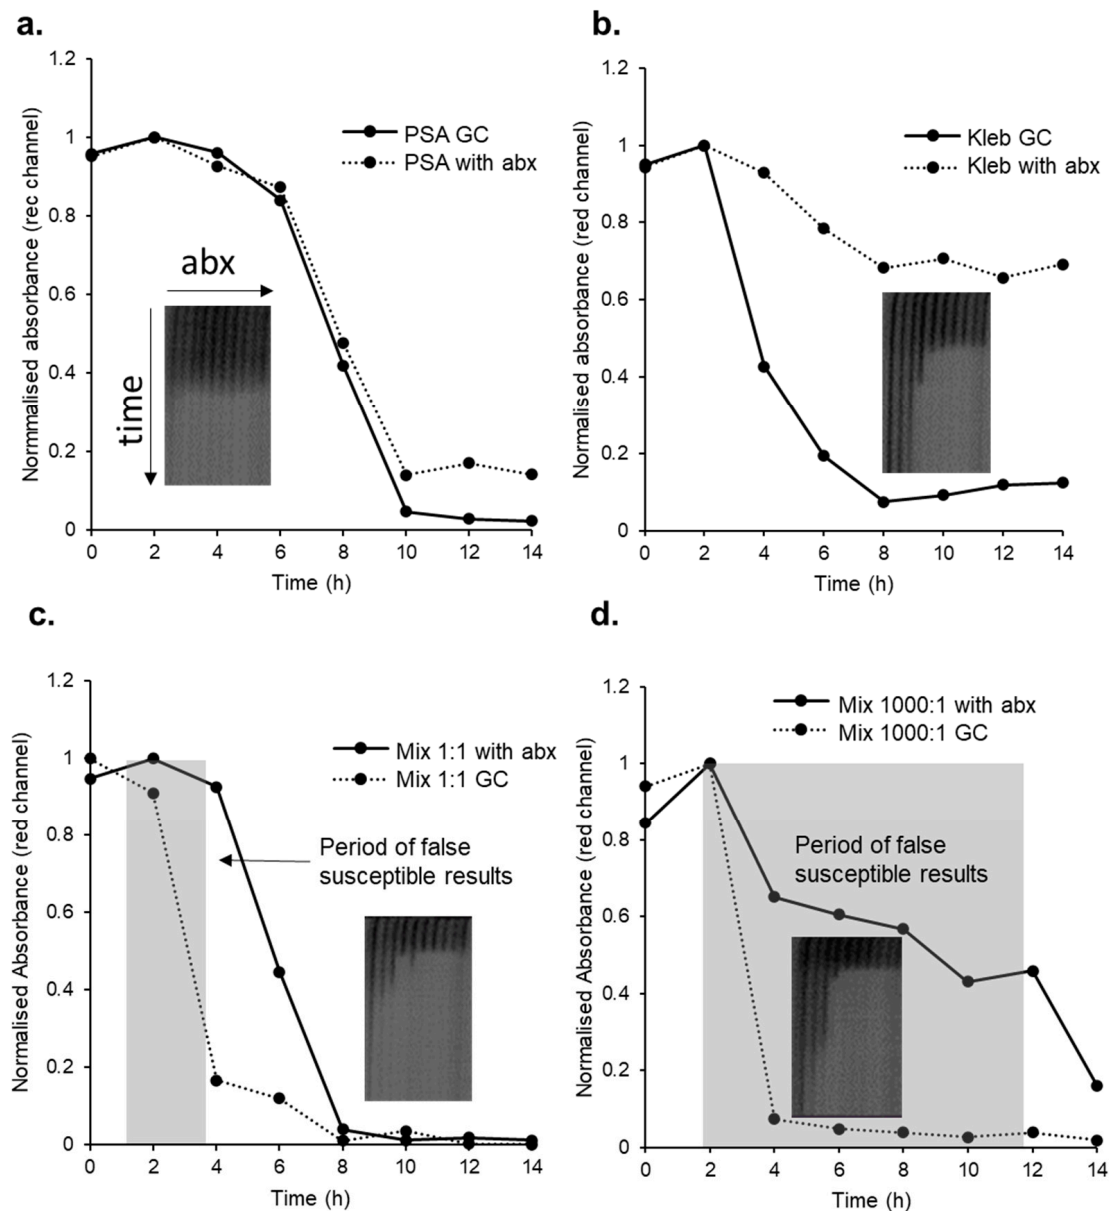 a.
Normmalised absorbance (rec channel)
1.2
1
0.8
0.6
0.4
0.2
0
PSA GC
PSA with abx
abx
time
0 2 4 6 8 10 12 14
Time (h)
b.
Normalised absorbance (red channel)
1.2
1
0.8
0.6
0.4
0.2
0
Kleb GC
Kleb with abx
0 2 4 6 8 10 12 14
Time (h)
c.
Normalised Absorbance (red channel)
1.2
1
0.8
0.6
0.4
0.2
0
Mix 1:1 with abx
Mix 1:1 GC
Period of false
susceptible results
0 2 4 6 8 10 12 14
Time (h)
d.
Normalised Absorbance (red channel)
1.2
1
0.8
0.6
0.4
0.2
0
Mix 1000:1 with abx
Mix 1000:1 GC
Period of false
susceptible results
0 2 4 6 8 10 12 14
Time (h)